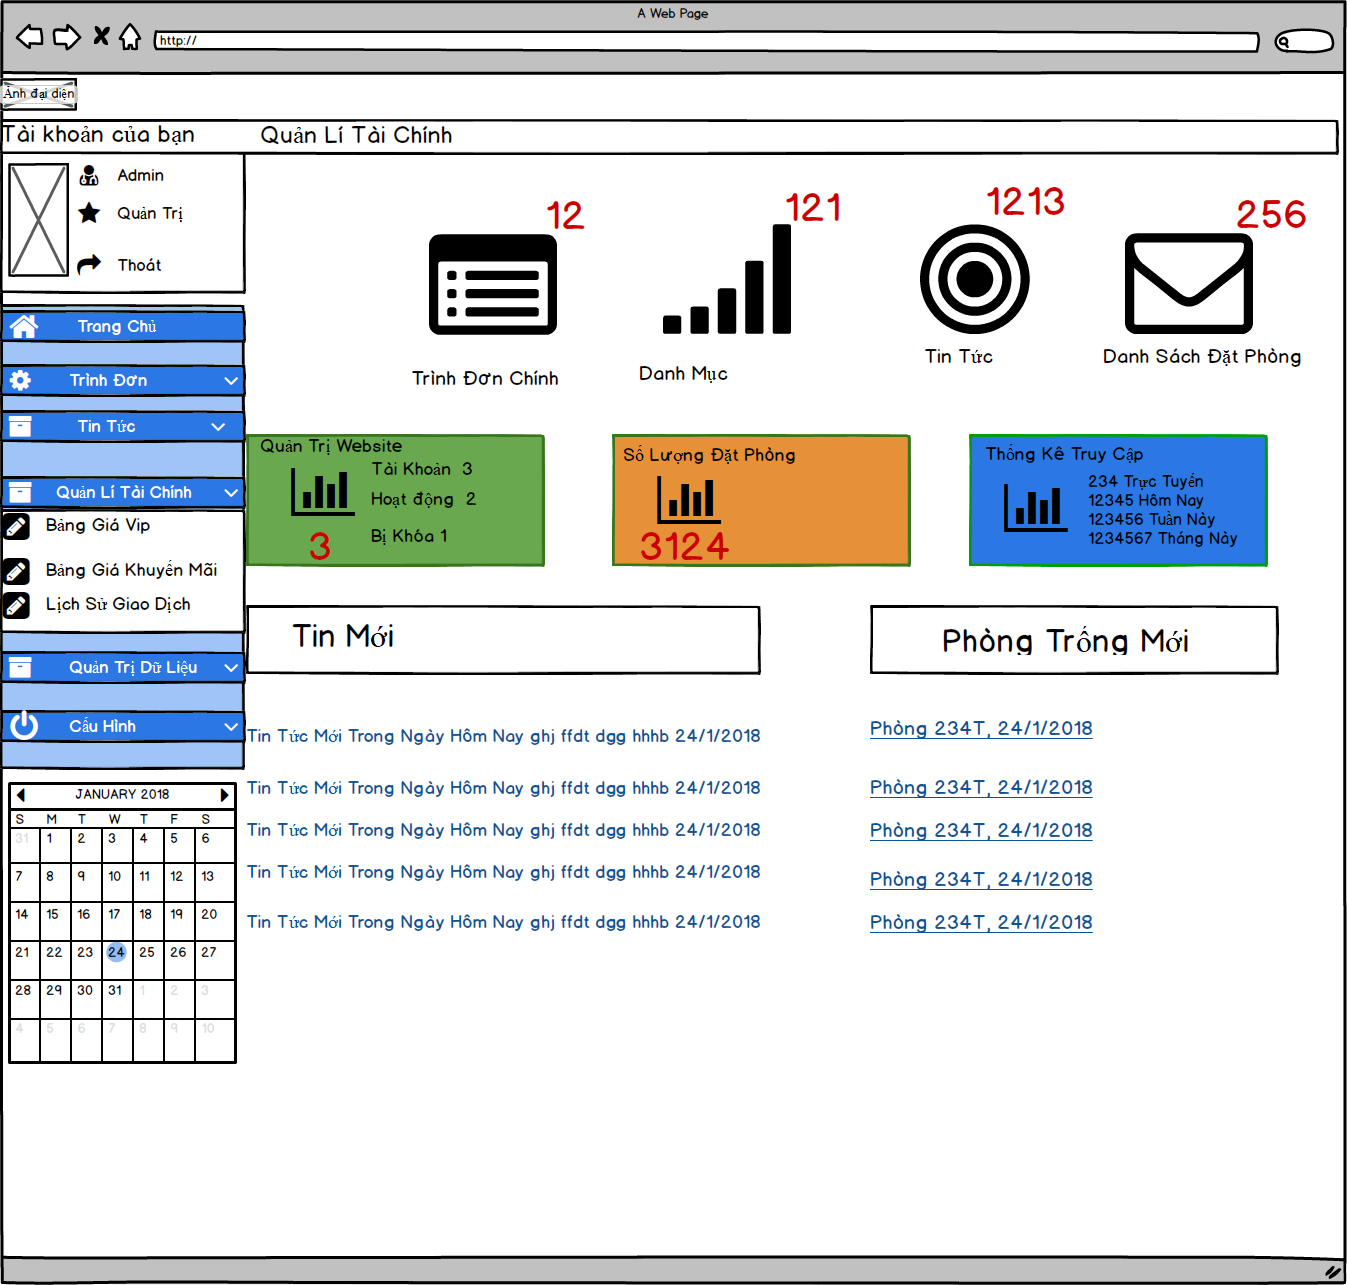 A Web Page
http://
Ảnh đại diện
Tài khoản của bạn
Quản Lí Tài Chính
Admin
Quản Trị
Thoát
12
121
1213
256
Trình Đơn Chính
Danh Mục
Tin Tức
Danh Sách Đặt Phòng
Trang Chủ
Trình Đơn
Tin Tức
Quản Lí Tài Chính
Bảng Giá Vip
Bảng Giá Khuyến Mãi
Lịch Sử Giao Dịch
Quản Trị Dữ Liệu
Cấu Hình
Quản Trị Website
Tài Khoản 3
Hoạt động 2
Bị Khóa 1
3
Số Lượng Đặt Phòng
3124
Thống Kê Truy Cập
234 Trực Tuyến
12345 Hôm Nay
123456 Tuần Này
1234567 Tháng Này
Tin Mới
Tin Tức Mới Trong Ngày Hôm Nay ghj ffdt dgg hhhb 24/1/2018
Tin Tức Mới Trong Ngày Hôm Nay ghj ffdt dgg hhhb 24/1/2018
Tin Tức Mới Trong Ngày Hôm Nay ghj ffdt dgg hhhb 24/1/2018
Tin Tức Mới Trong Ngày Hôm Nay ghj ffdt dgg hhhb 24/1/2018
Tin Tức Mới Trong Ngày Hôm Nay ghj ffdt dgg hhhb 24/1/2018
Phòng Trống Mới
Phòng 234T, 24/1/2018
Phòng 234T, 24/1/2018
Phòng 234T, 24/1/2018
Phòng 234T, 24/1/2018
Phòng 234T, 24/1/2018
JANUARY 2018
S M T W T F S
31 1 2 3 4 5 6
7 8 9 10 11 12 13
14 15 16 17 18 19 20
21 22 23 24 25 26 27
28 29 30 31 1 2 3
4 5 6 7 8 9 10